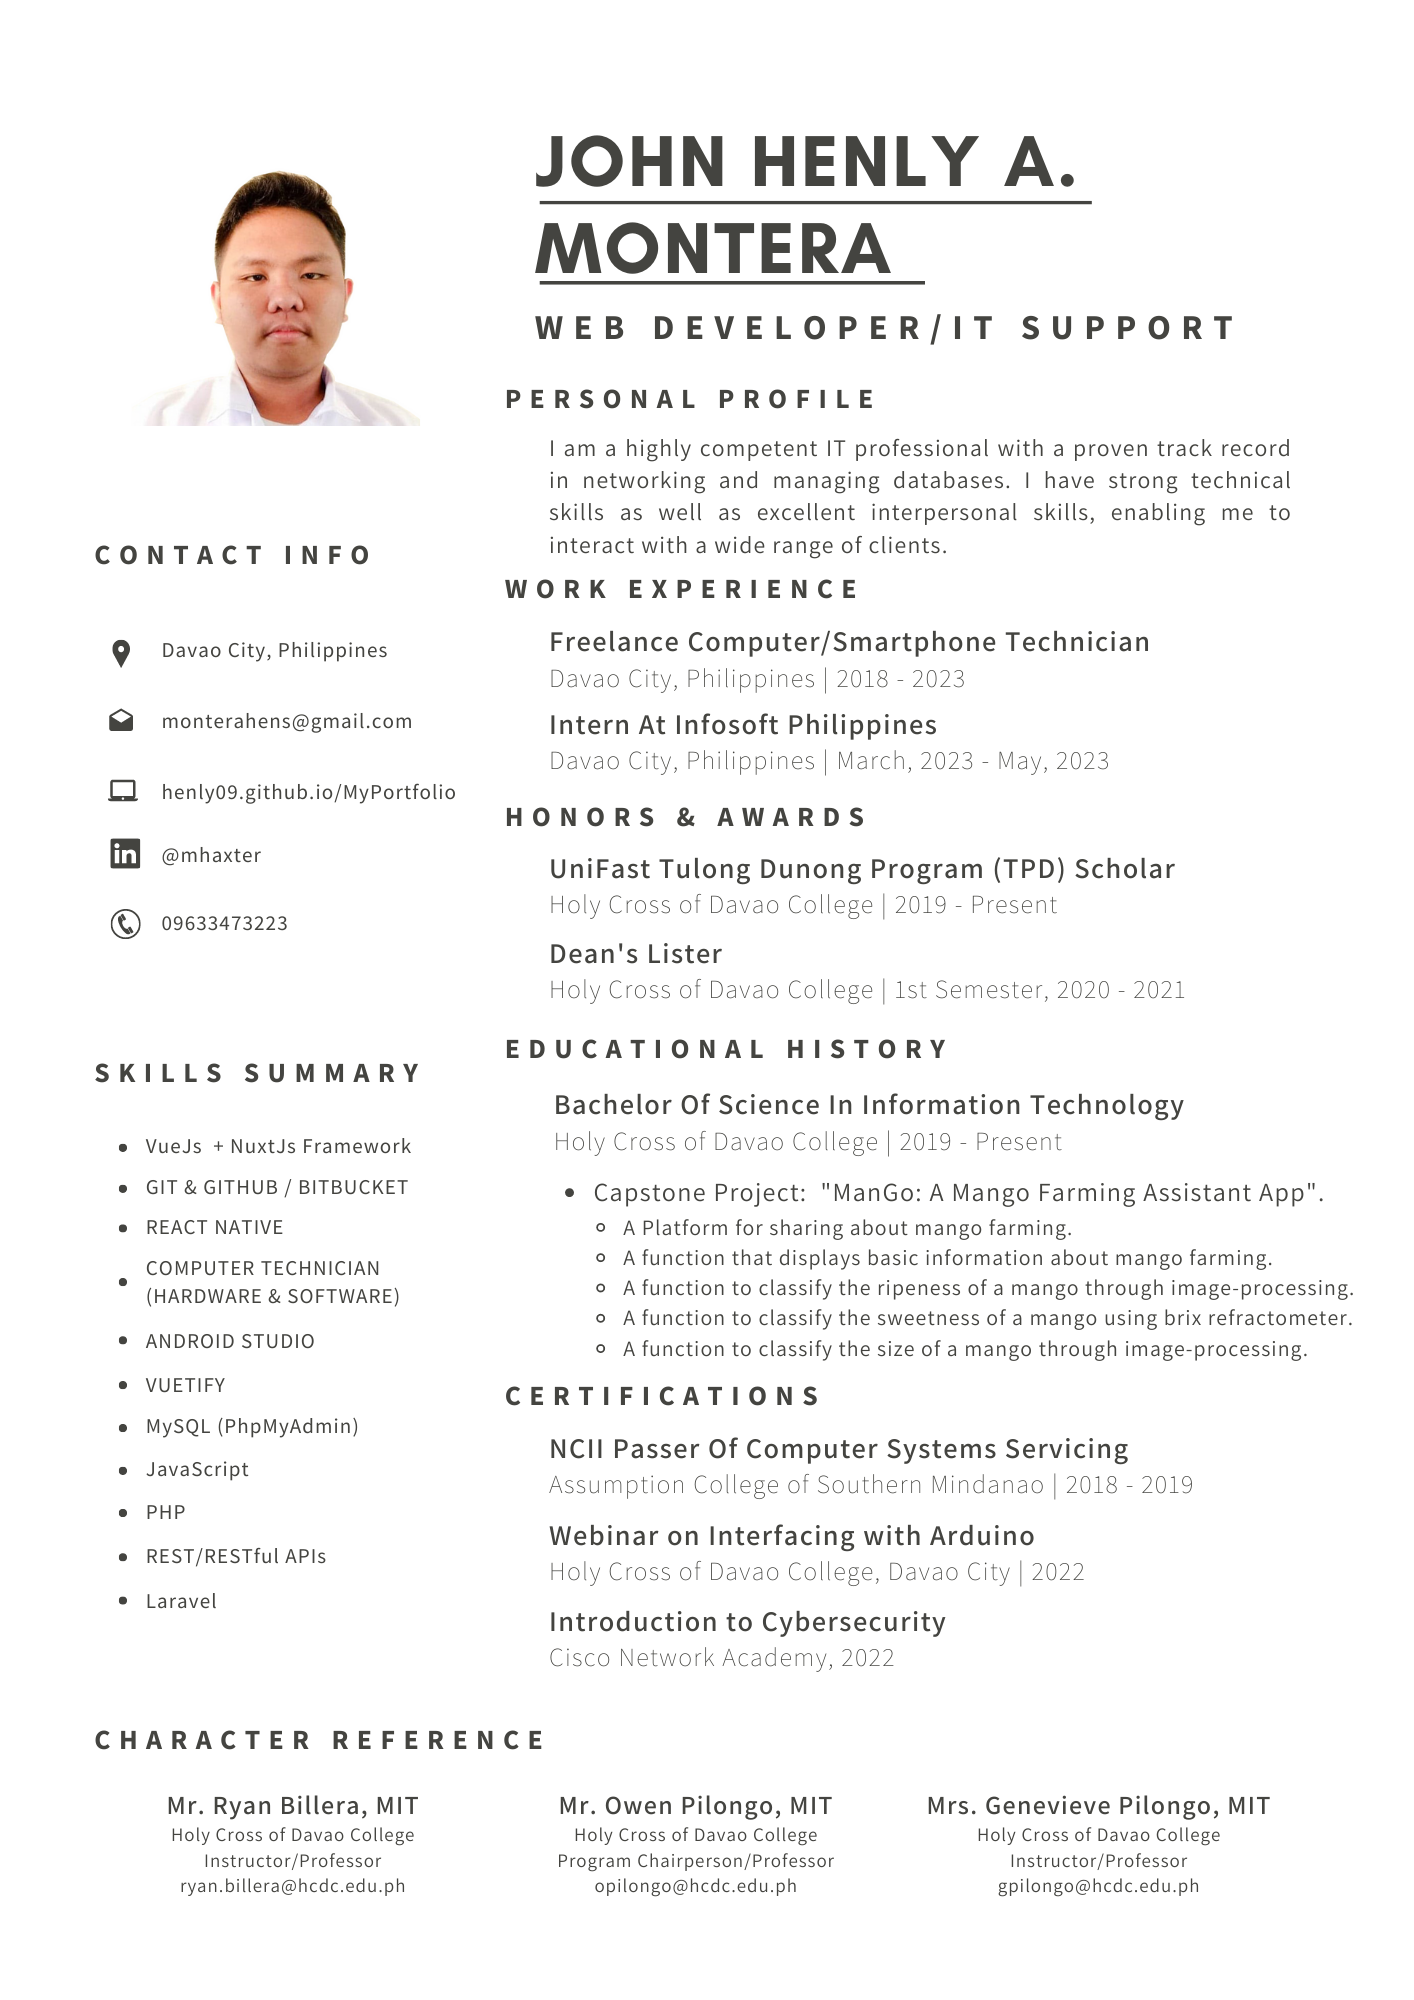 JOHN HENLY A.
MONTERA
WEB DEVELOPER/IT SUPPORT
PERSONAL PROFILE
I am a highly competent IT professional with a proven track record
in networking and managing databases. I have strong technical
skills as well as excellent interpersonal skills, enabling me to
interact with a wide range of clients.
CONTACT INFO
Davao City, Philippines
monterahens@gmail.com
henly09.github.io/MyPortfolio
in @mhaxter
09633473223
SKILLS SUMMARY
VueJs + NuxtJs Framework
GIT & GITHUB / BITBUCKET
REACT NATIVE
COMPUTER TECHNICIAN
(HARDWARE & SOFTWARE)
ANDROID STUDIO
VUETIFY
MySQL (PhpMyAdmin)
JavaScript
PHP
REST/RESTful APIs
Laravel
WORK EXPERIENCE
Freelance Computer/Smartphone Technician
Davao City, Philippines | 2018 - 2023
Intern At Infosoft Philippines
Davao City, Philippines | March, 2023 - May, 2023
HONORS & AWARDS
UniFast Tulong Dunong Program (TPD) Scholar
Holy Cross of Davao College | 2019 - Present
Dean's Lister
Holy Cross of Davao College | 1st Semester, 2020 - 2021
EDUCATIONAL HISTORY
Bachelor Of Science In Information Technology
Holy Cross of Davao College | 2019 - Present
Capstone Project: "ManGo: A Mango Farming Assistant App".
A Platform for sharing about mango farming.
A function that displays basic information about mango farming.
A function to classify the ripeness of a mango through image-processing.
A function to classify the sweetness of a mango using brix refractometer.
A function to classify the size of a mango through image-processing.
CERTIFICATIONS
NCII Passer Of Computer Systems Servicing
Assumption College of Southern Mindanao | 2018 - 2019
Webinar on Interfacing with Arduino
Holy Cross of Davao College, Davao City | 2022
Introduction to Cybersecurity
Cisco Network Academy, 2022
CHARACTER REFERENCE
Mr. Ryan Billera, MIT
Holy Cross of Davao College
Instructor/Professor
ryan.billera@hcdc.edu.ph
Mr. Owen Pilongo, MIT
Holy Cross of Davao College
Program Chairperson/Professor
opilongo@hcdc.edu.ph
Mrs. Genevieve Pilongo, MIT
Holy Cross of Davao College
Instructor/Professor
gpilongo@hcdc.edu.ph